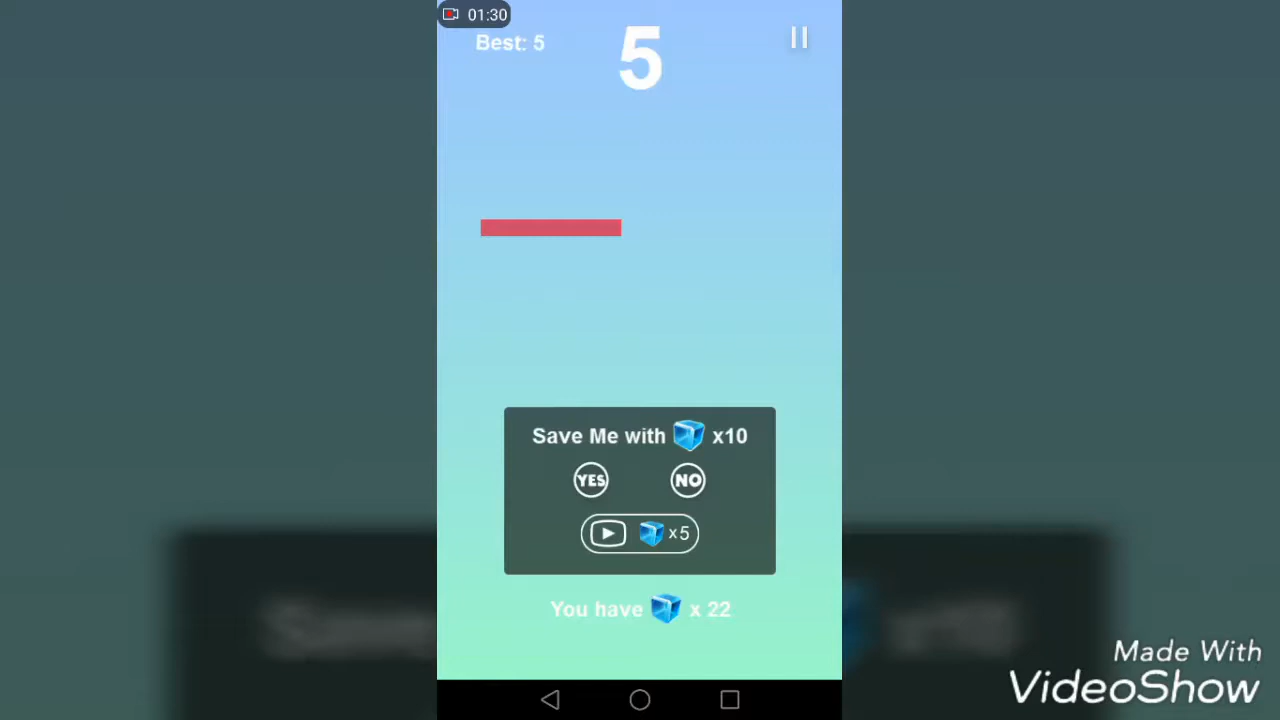 01:30
Best: 5
5
Save Me with x10
YES NO
x5
You have x 22
Made With
VideoShow